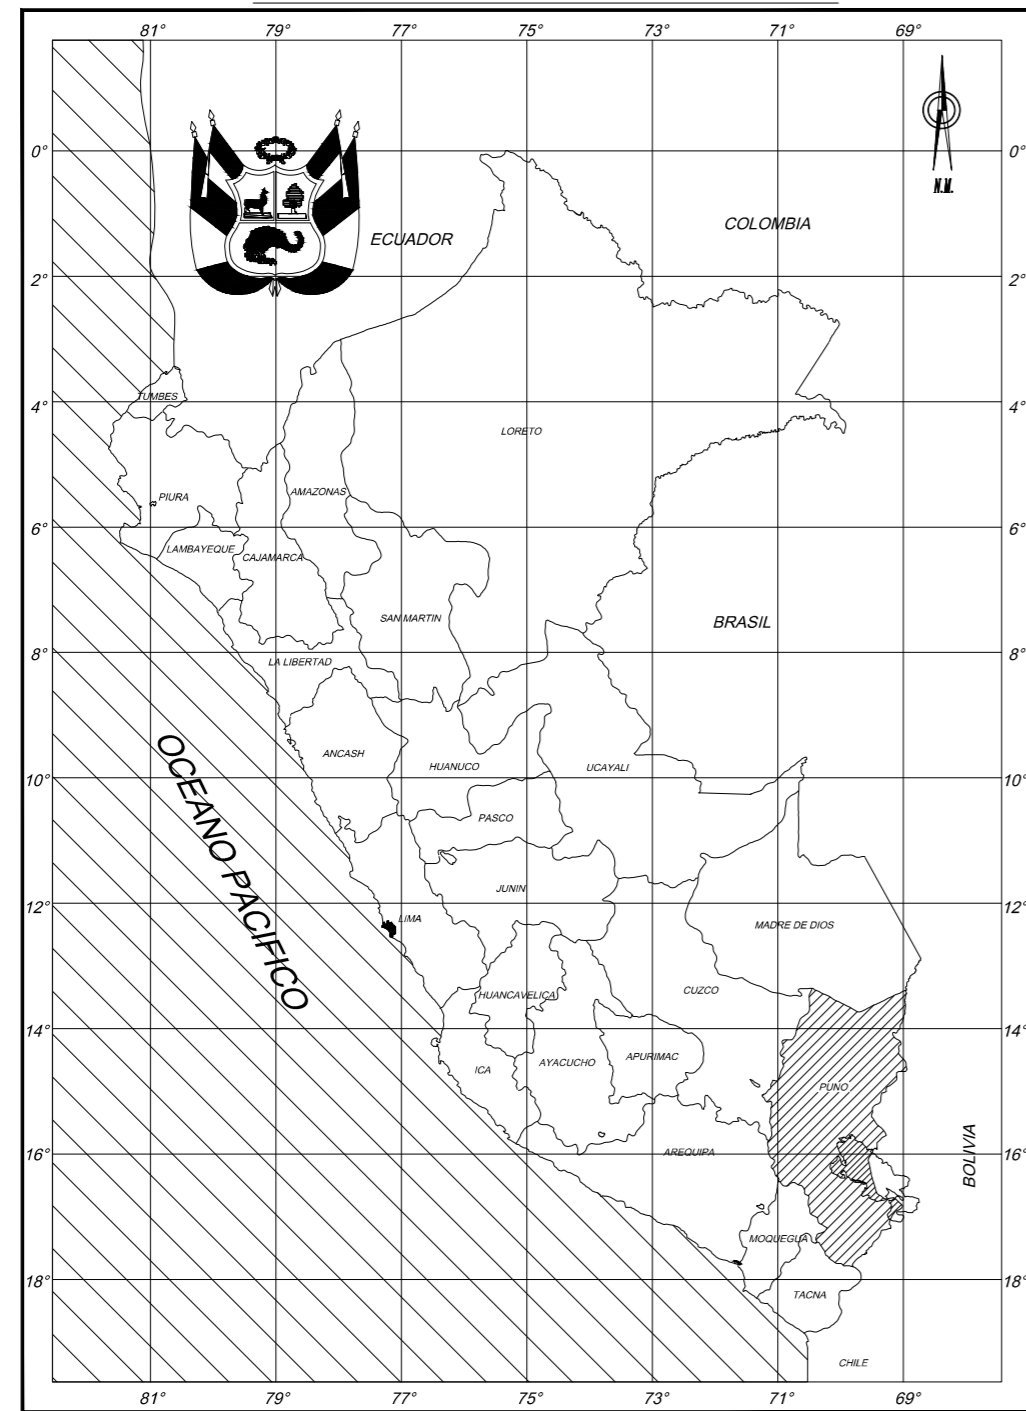 81° 79° 77° 75° 73° 71° 69°
N.M.
0° 0°
COLOMBIA
ECUADOR
2° 2°
TUMBES
4° 4°
LORETO
AMAZONAS
PIURA
6° 6°
LAMBAYEQUE
CAJAMARCA
SAN MARTIN
BRASIL
8° 8°
LA LIBERTAD
ANCASH
HUANUCO
UCAYALI
10° 10°
OCEANO PACIFICO
PASCO
JUNIN
12° 12°
LIMA
MADRE DE DIOS
CUZCO
HUANCAVELICA
14° 14°
AYACUCHO
APURIMAC
ICA
PUNO
AREQUIPA
16° 16°
BOLIVIA
MOQUEGUA
18° 18°
TACNA
CHILE
81° 79° 77° 75° 73° 71° 69°